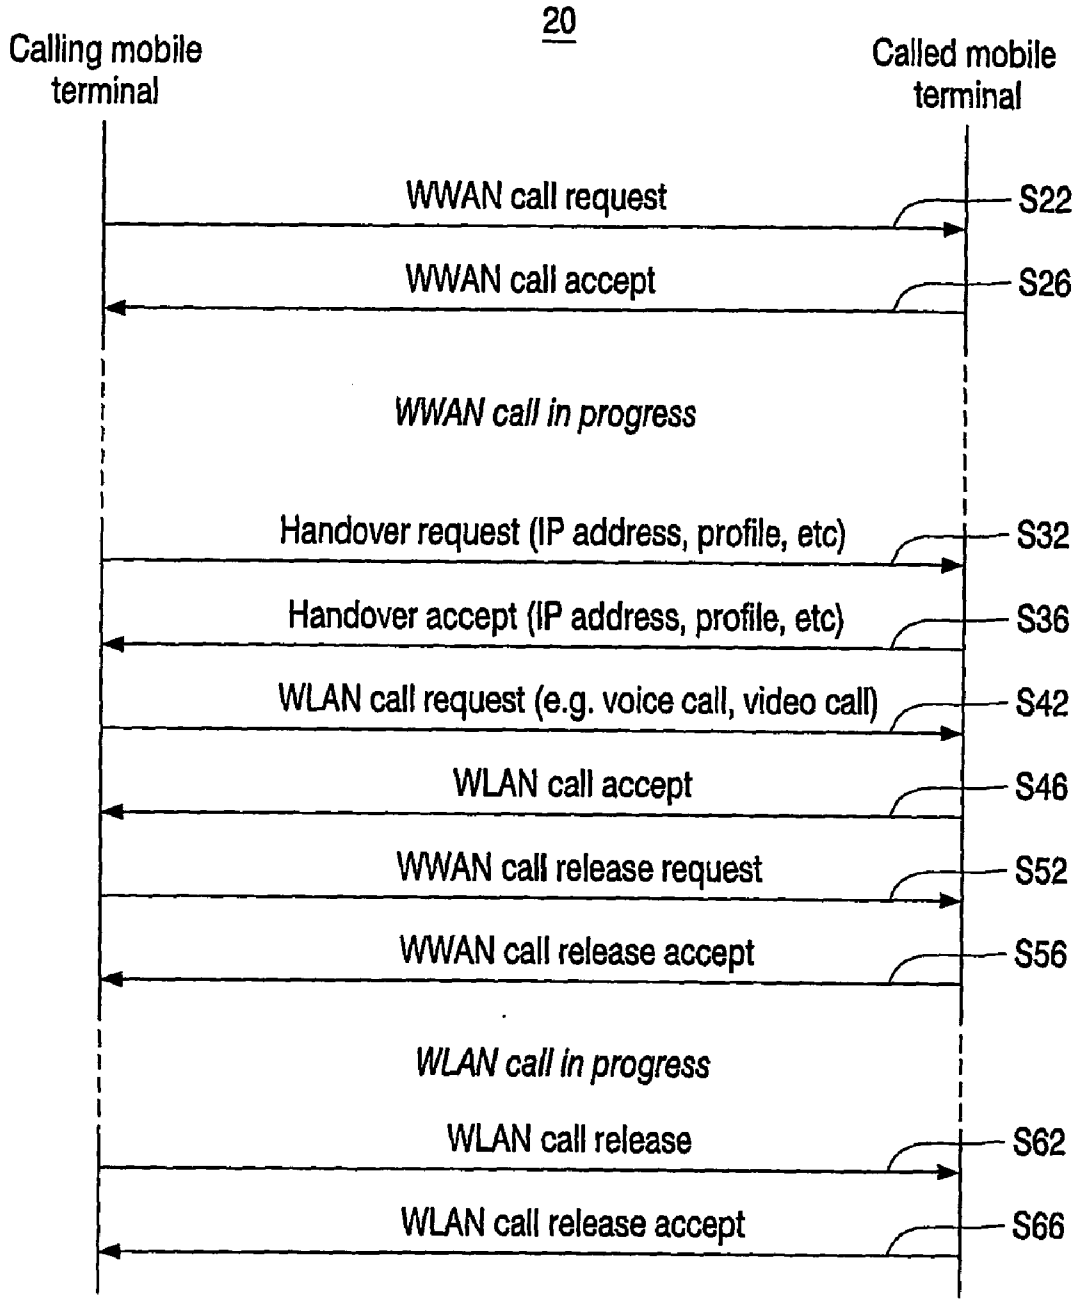 20
Calling mobile
terminal
Called mobile
terminal
WWAN call request
S22
WWAN call accept
S26
WWAN call in progress
Handover request (IP address, profile, etc)
S32
Handover accept (IP address, profile, etc)
S36
WLAN call request (e.g. voice call, video call)
S42
WLAN call accept
S46
WWAN call release request
S52
WWAN call release accept
S56
WLAN call in progress
WLAN call release
S62
WLAN call release accept
S66